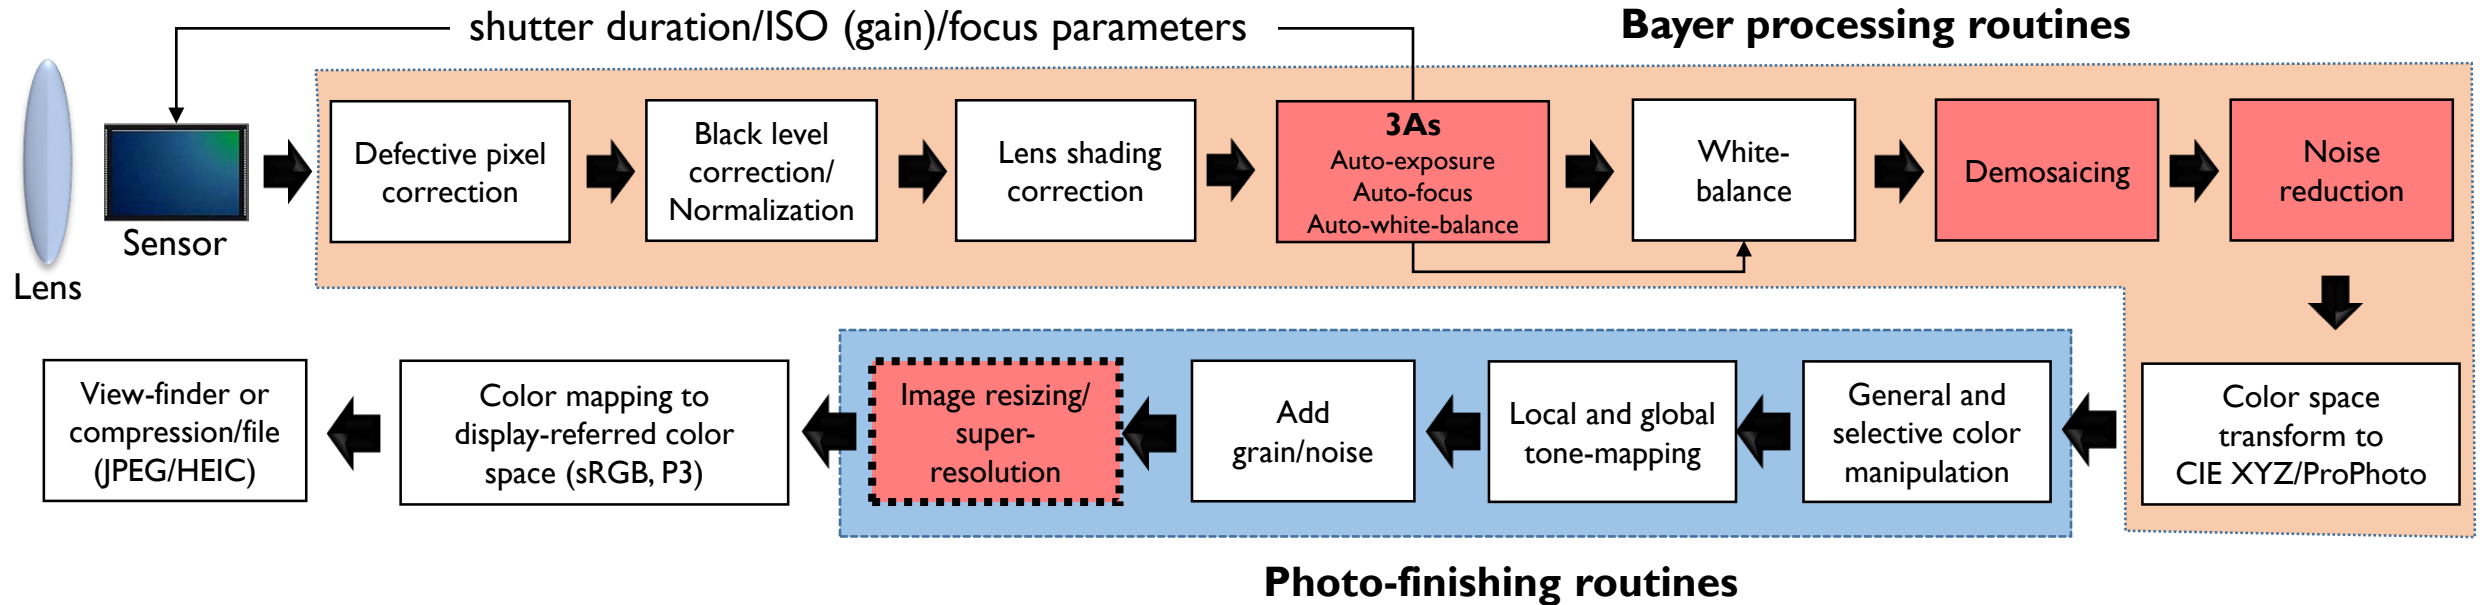 shutter duration/ISO (gain)/focus parameters
Bayer processing routines
Lens
Sensor
Defective pixel
correction
Black level
correction/
Normalization
Lens shading
correction
3As
Auto-exposure
Auto-focus
Auto-white-balance
White-
balance
Demosaicing
Noise
reduction
Color space
transform to
CIE XYZ/ProPhoto
General and
selective color
manipulation
Local and global
tone-mapping
Add
grain/noise
Image resizing/
super-
resolution
Color mapping to
display-referred color
space (sRGB, P3)
View-finder or
compression/file
(JPEG/HEIC)
Photo-finishing routines